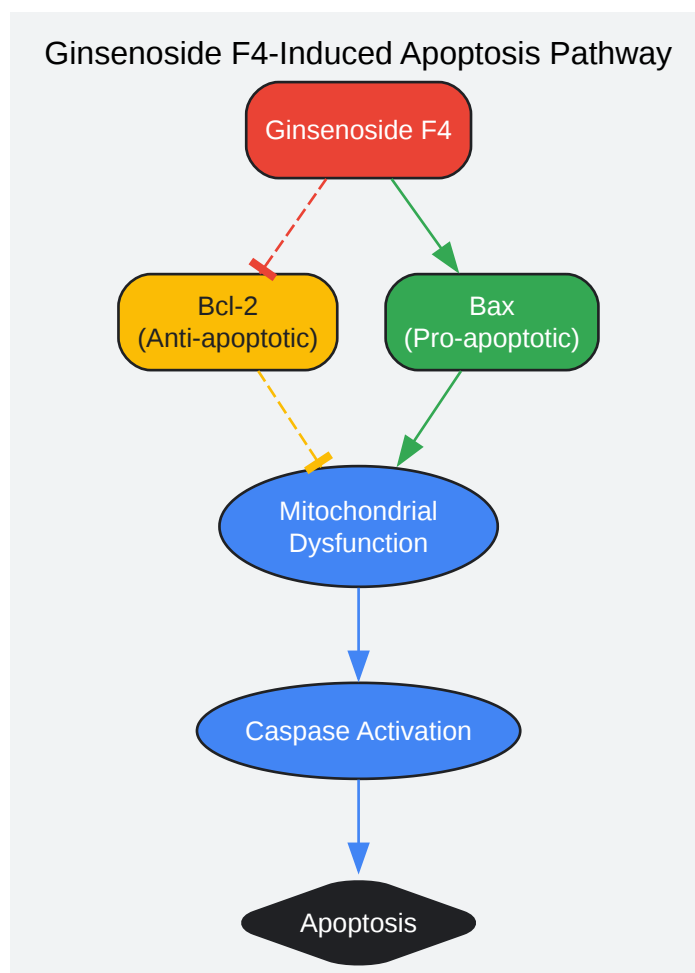 Ginsenoside F4-Induced Apoptosis Pathway
Ginsenoside F4
Bcl-2
(Anti-apoptotic)
Bax
(Pro-apoptotic)
Mitochondrial
Dysfunction
Caspase Activation
Apoptosis